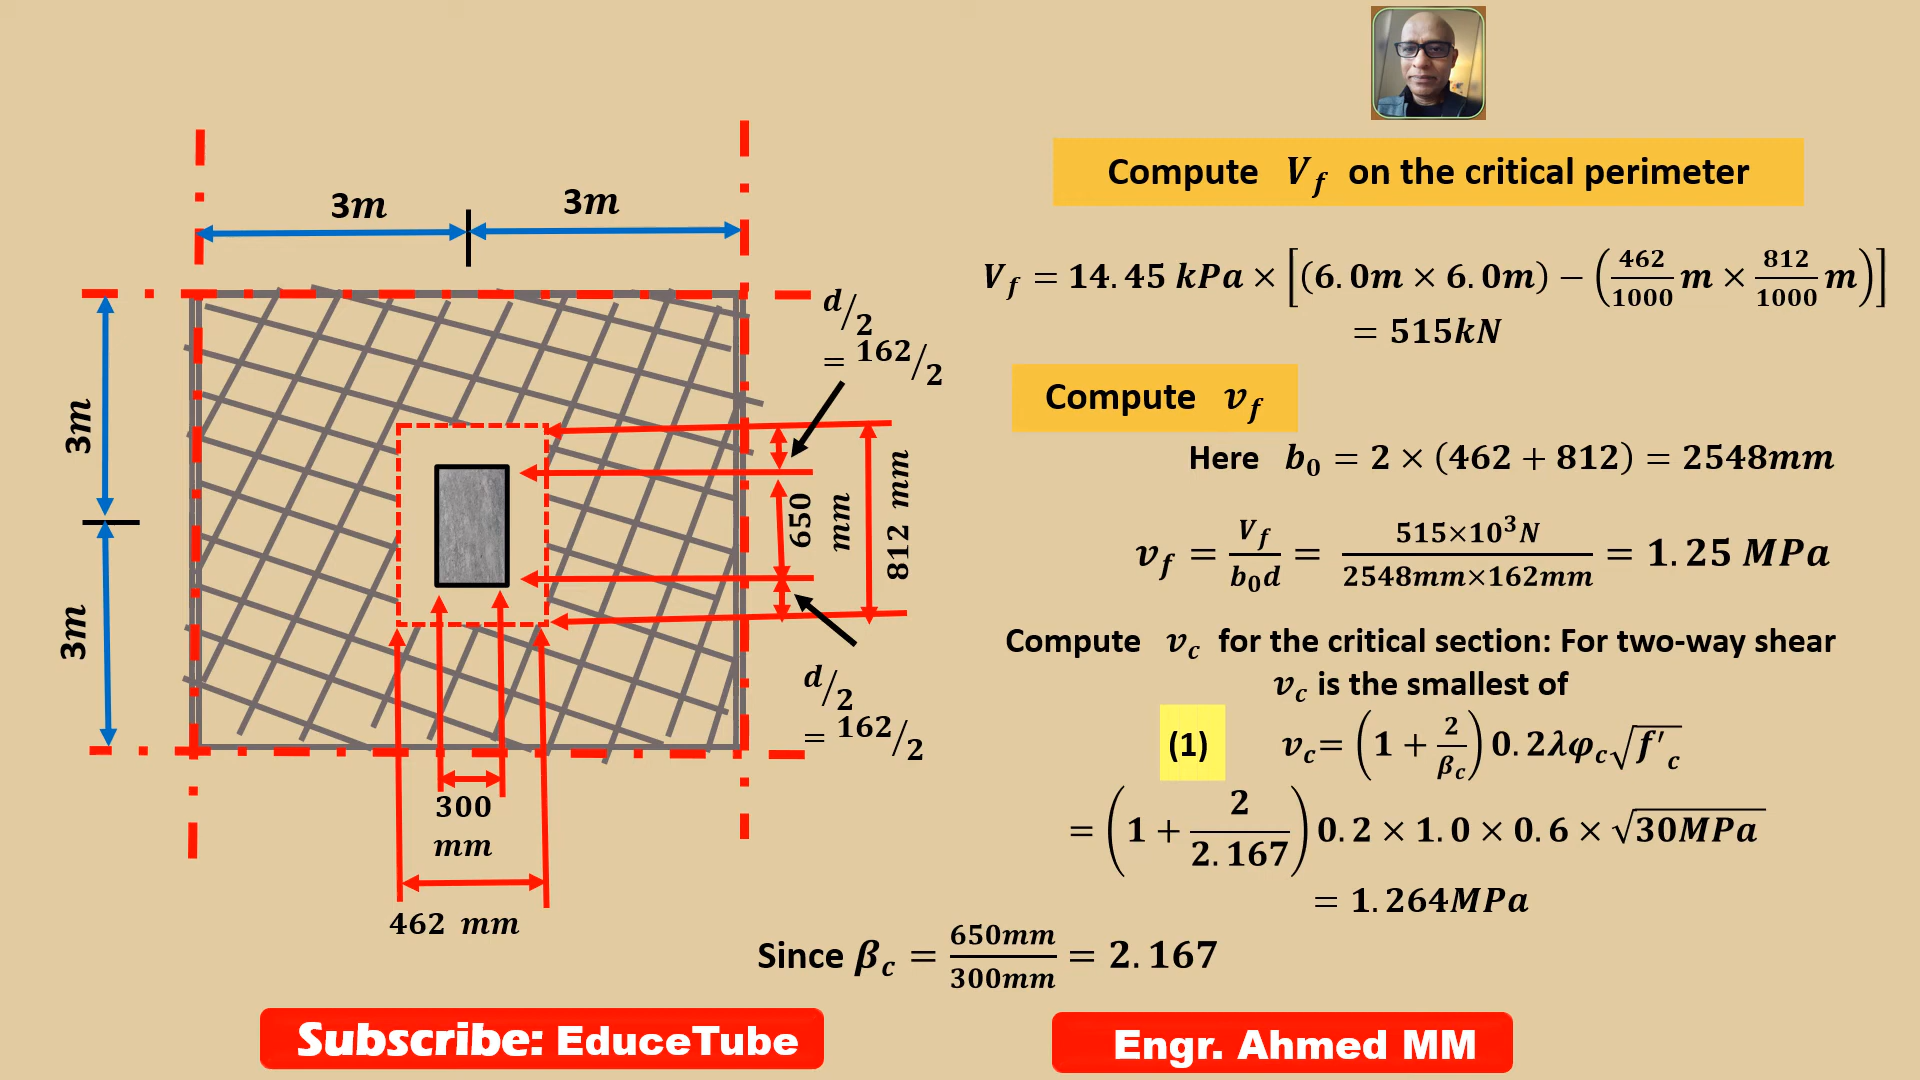 3m
3m
3m
3m
d/2
= 162/2
650
mm
812 mm
d/2
= 162/2
300
mm
462 mm
Compute V_f on the critical perimeter
V_f = 14.45 kPa × [(6.0m × 6.0m) − (462/1000 m × 812/1000 m)]
= 515kN
Compute v_f
Here b_0 = 2 × (462 + 812) = 2548mm
v_f = V_f/b_0d = 515×10³N/2548mm×162mm = 1.25 MPa
Compute v_c for the critical section: For two-way shear
v_c is the smallest of
(1) v_c= (1 + 2/β_c) 0.2λφ_c√f'_c
= (1 + 2/2.167) 0.2 × 1.0 × 0.6 × √30MPa
= 1.264MPa
Since β_c = 650mm/300mm = 2.167
Subscribe: EduceTube
Engr. Ahmed MM